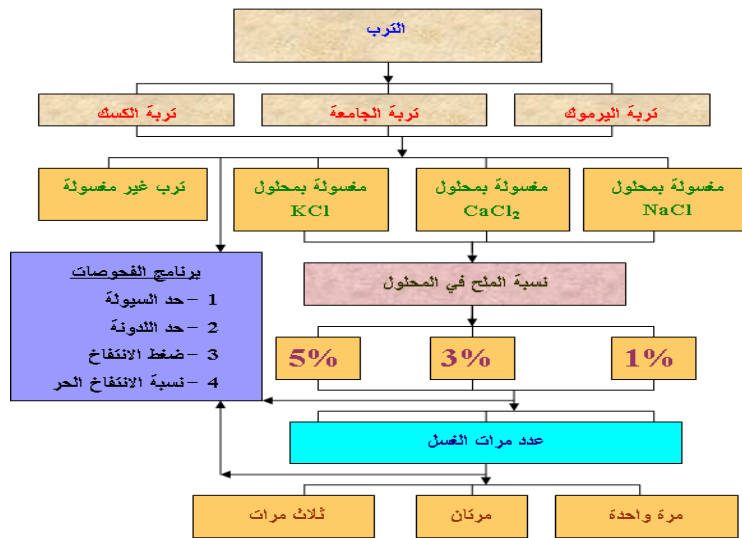 الترب
تربة اليرموك
تربة الجامعة
تربة الكسك
مغسولة بمحلول
NaCl
مغسولة بمحلول
CaCl₂
مغسولة بمحلول
KCl
ترب غير مغسولة
برنامج الفحوصات
1 – حد السيولة
2 – حد اللدونة
3 – ضغط الانتفاخ
4 – نسبة الانتفاخ الحر
نسبة الملح في المحلول
1%
3%
5%
عدد مرات الغسل
مرة واحدة
مرتان
ثلاث مرات